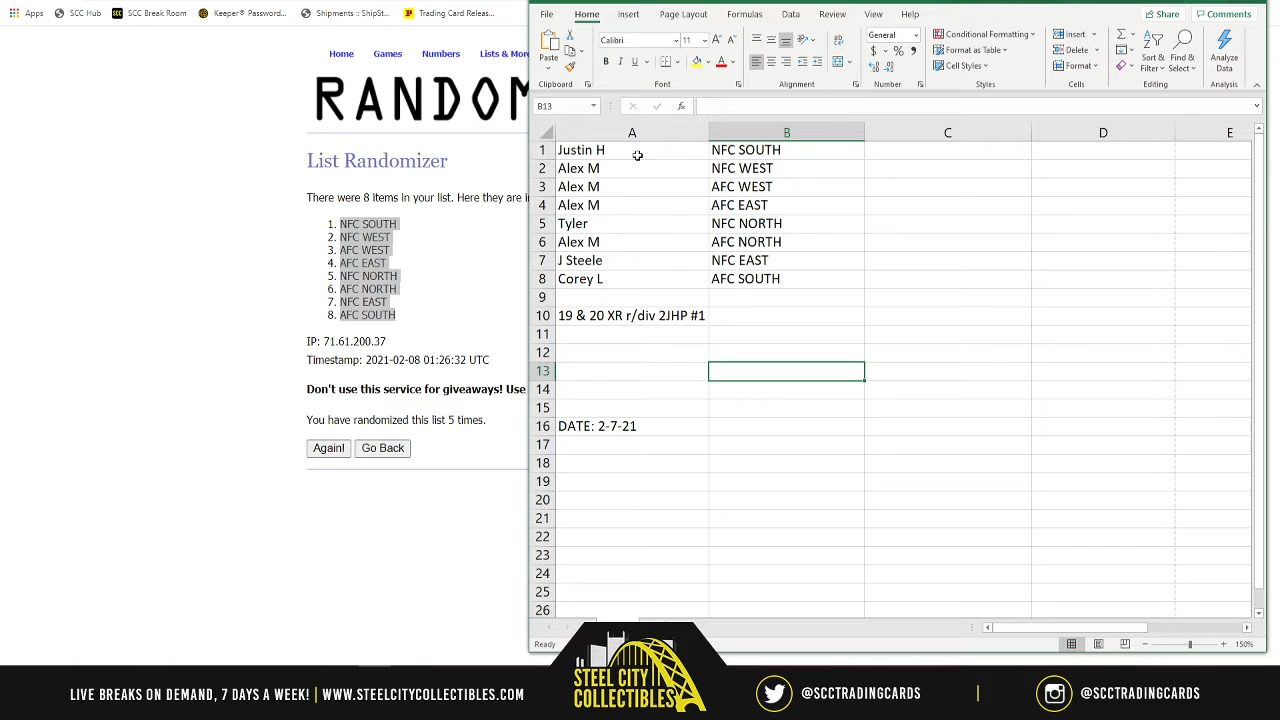 Apps SCC Hub SCC Break Room Keeper® Password... Shipments :: ShipSt... Trading Card Releas...
Home Games Numbers Lists & More
RANDOM
List Randomizer
There were 8 items in your list. Here they are in
1. NFC SOUTH
2. NFC WEST
3. AFC WEST
4. AFC EAST
5. NFC NORTH
6. AFC NORTH
7. NFC EAST
8. AFC SOUTH
IP: 71.61.200.37
Timestamp: 2021-02-08 01:26:32 UTC
Don't use this service for giveaways! Use
You have randomized this list 5 times.
Again! Go Back
File Home Insert Page Layout Formulas Data Review View Help Share Comments
Paste Calibri 11 General Conditional Formatting Format as Table Cell Styles Insert Delete Format Sort & Filter Find & Select Analyze Data
Clipboard Font Alignment Number Styles Cells Editing Analysis
B13 fx
A B C D E
1 Justin H NFC SOUTH
2 Alex M NFC WEST
3 Alex M AFC WEST
4 Alex M AFC EAST
5 Tyler NFC NORTH
6 Alex M AFC NORTH
7 J Steele NFC EAST
8 Corey L AFC SOUTH
9
10 19 & 20 XR r/div 2JHP #1
11
12
13
14
15
16 DATE: 2-7-21
17
18
19
20
21
22
23
24
25
26
Ready 150%
LIVE BREAKS ON DEMAND, 7 DAYS A WEEK! | WWW.STEELCITYCOLLECTIBLES.COM
STEEL CITY
COLLECTIBLES
@SCCTRADINGCARDS | @SCCTRADINGCARDS